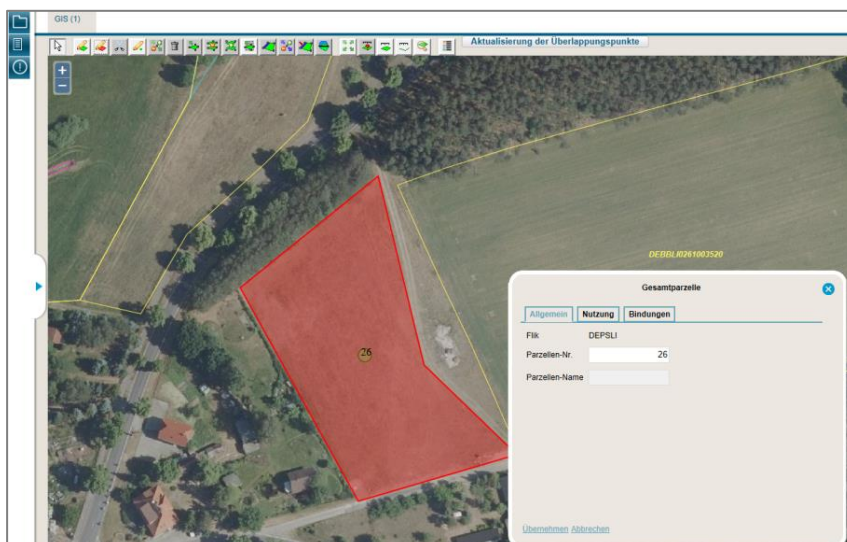 GIS (1)
Aktualisierung der Überlappungspunkte
+
−
DEBBLI0261003520
26
Gesamtparzelle
Allgemein Nutzung Bindungen
Flik DEPSLI
Parzellen-Nr. 26
Parzellen-Name
Übernehmen Abbrechen